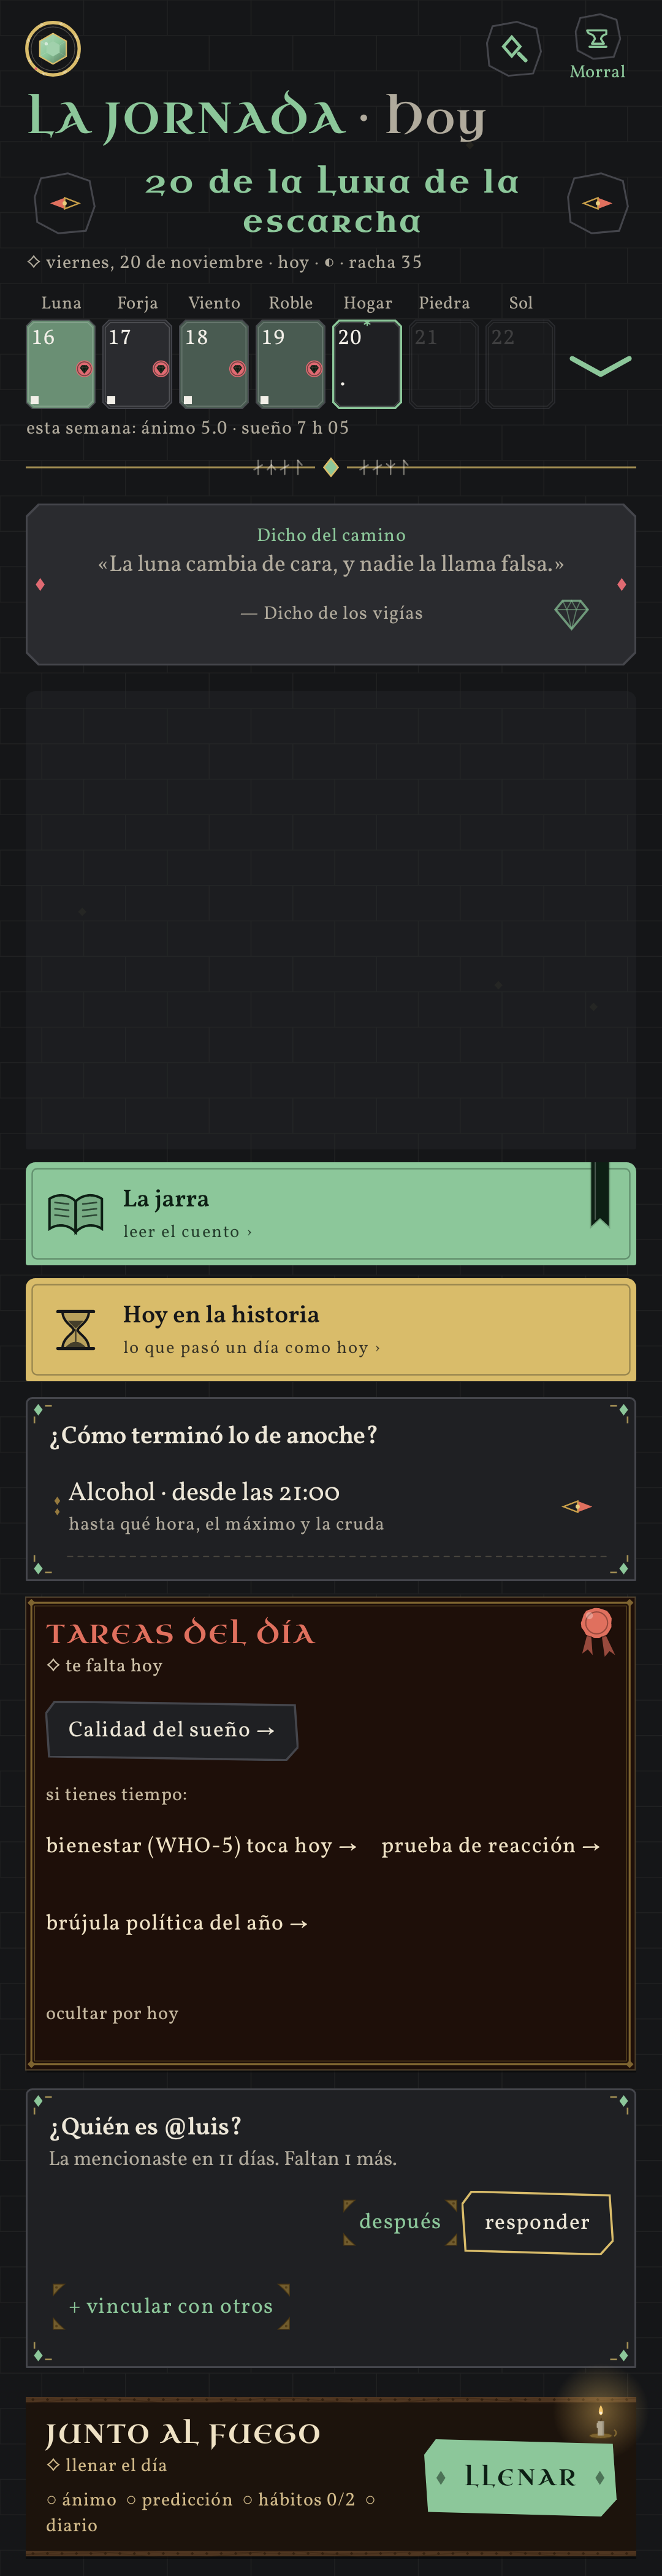 Morral
La Jornada · hoy
20 de la Luna de la
escarcha
viernes, 20 de noviembre · hoy · · racha 35
Luna Forja Viento Roble Hogar Piedra Sol
16 17 18 19 20 21 22
esta semana: ánimo 5.0 · sueño 7 h 05
Dicho del camino
«La luna cambia de cara, y nadie la llama falsa.»
— Dicho de los vigías
La jarra
leer el cuento ›
Hoy en la historia
lo que pasó un día como hoy ›
¿Cómo terminó lo de anoche?
Alcohol · desde las 21:00
hasta qué hora, el máximo y la cruda
Tareas del día
te falta hoy
Calidad del sueño →
si tienes tiempo:
bienestar (WHO-5) toca hoy → prueba de reacción →
brújula política del año →
ocultar por hoy
¿Quién es @luis?
La mencionaste en 11 días. Faltan 1 más.
después responder
+ vincular con otros
Junto al fuego
llenar el día
○ ánimo ○ predicción ○ hábitos 0/2 ○
diario
Llenar